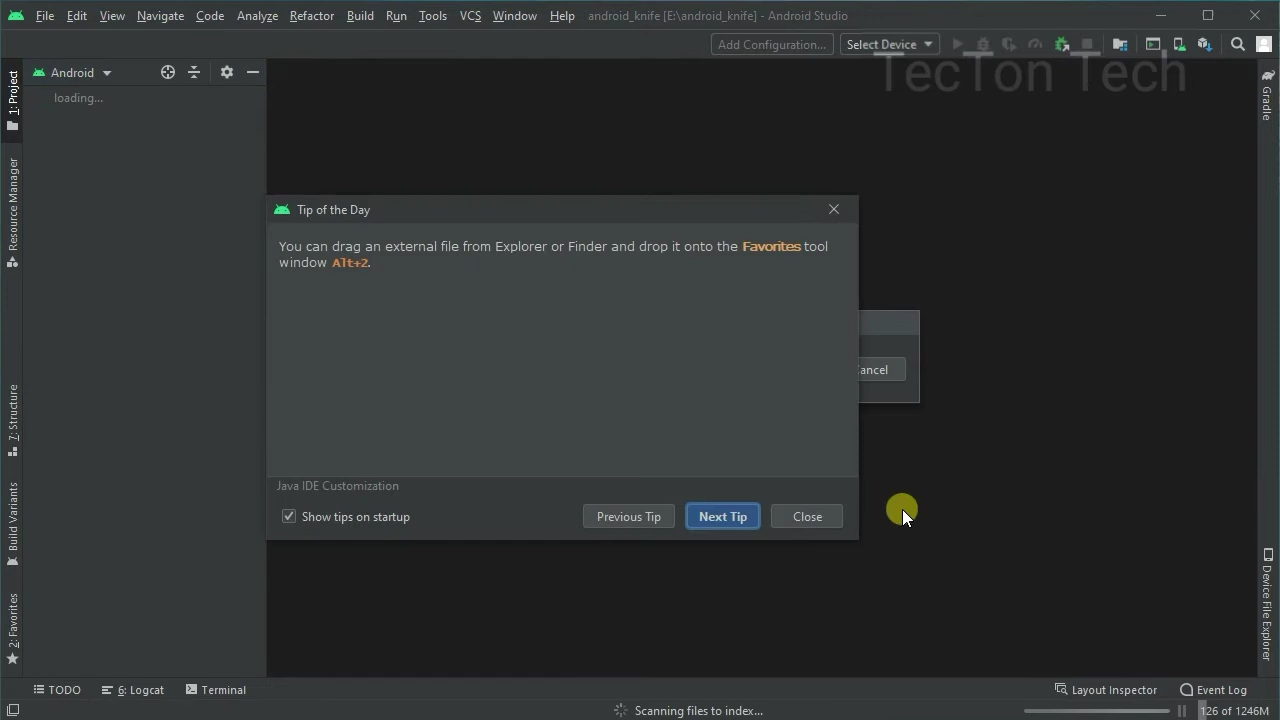 File Edit View Navigate Code Analyze Refactor Build Run Tools VCS Window Help android_knife [E:\android_knife] - Android Studio
Add Configuration... Select Device
TecTon Tech
Android
loading...
1: Project
Resource Manager
7: Structure
Build Variants
2: Favorites
Gradle
Device File Explorer
Tip of the Day
You can drag an external file from Explorer or Finder and drop it onto the Favorites tool
window Alt+2.
Cancel
Java IDE Customization
Show tips on startup
Previous Tip Next Tip Close
TODO 6: Logcat Terminal Layout Inspector Event Log
Scanning files to index... 126 of 1246M